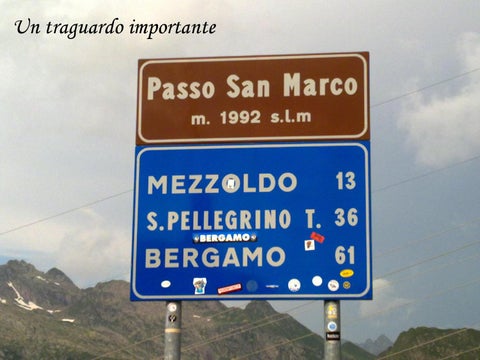 Un traguardo importante
Passo San Marco
m. 1992 s.l.m
MEZZOLDO 13
S.PELLEGRINO T. 36
BERGAMO
BERGAMO 61